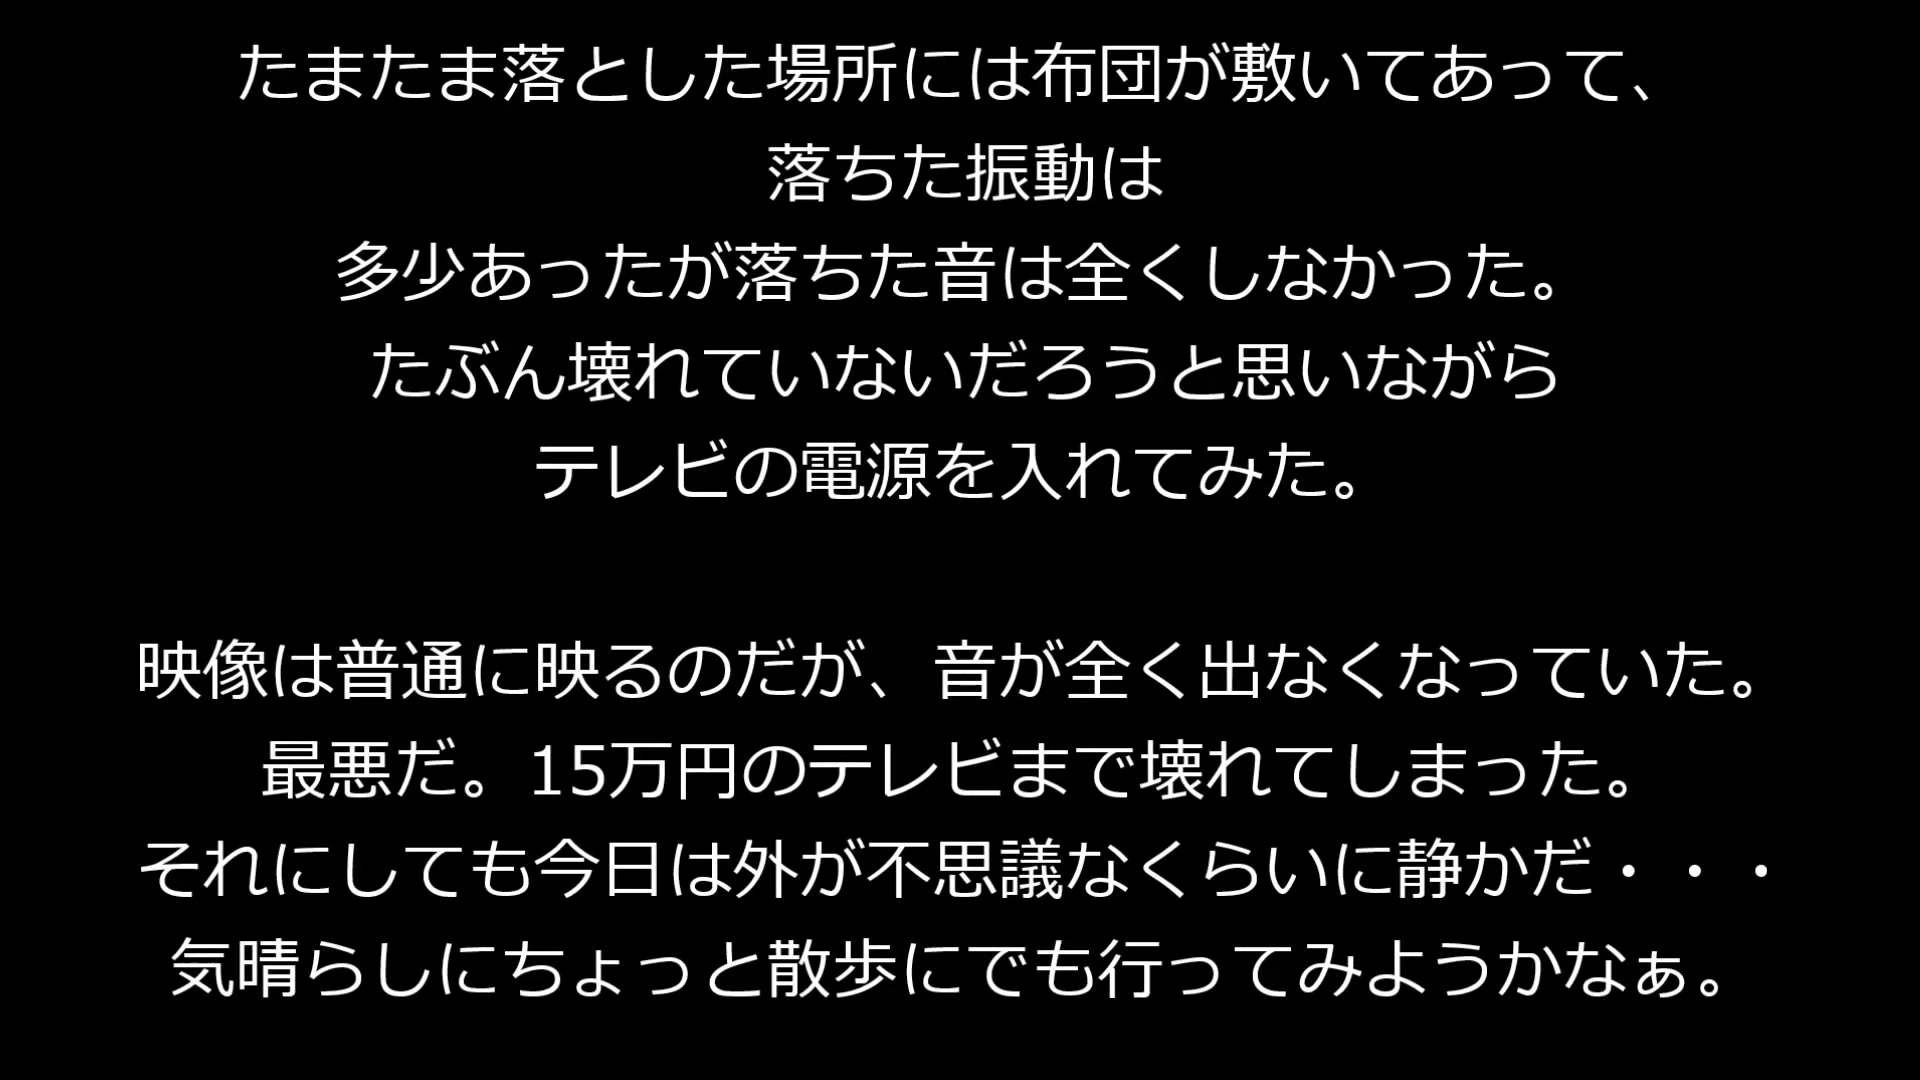 たまたま落とした場所には布団が敷いてあって、
落ちた振動は
多少あったが落ちた音は全くしなかった。
たぶん壊れていないだろうと思いながら
テレビの電源を入れてみた。
映像は普通に映るのだが、音が全く出なくなっていた。
最悪だ。15万円のテレビまで壊れてしまった。
それにしても今日は外が不思議なくらいに静かだ・・・
気晴らしにちょっと散歩にでも行ってみようかなぁ。